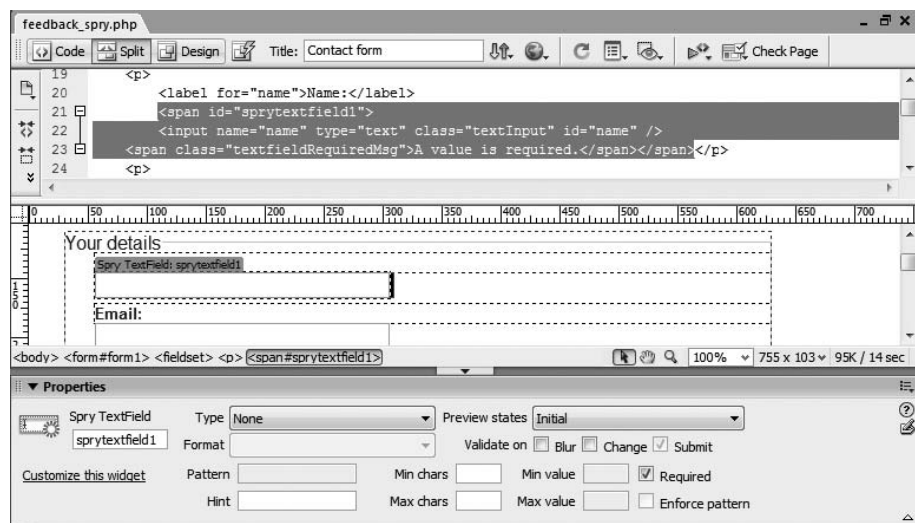 feedback_spry.php
Code Split Design Title: Contact form Check Page
19 <p>
20 <label for="name">Name:</label>
21 <span id="sprytextfield1">
22 <input name="name" type="text" class="textInput" id="name" />
23 <span class="textfieldRequiredMsg">A value is required.</span></span></p>
24 <p>
0 50 100 150 200 250 300 350 400 450 500 550 600 650 700
Your details
Spry TextField: sprytextfield1
150
Email:
<body> <form#form1> <fieldset> <p> <span#sprytextfield1> 100% 755 x 103 95K / 14 sec
Properties
Spry TextField Type None Preview states Initial
sprytextfield1 Format Validate on Blur Change Submit
Customize this widget Pattern Min chars Min value Required
Hint Max chars Max value Enforce pattern